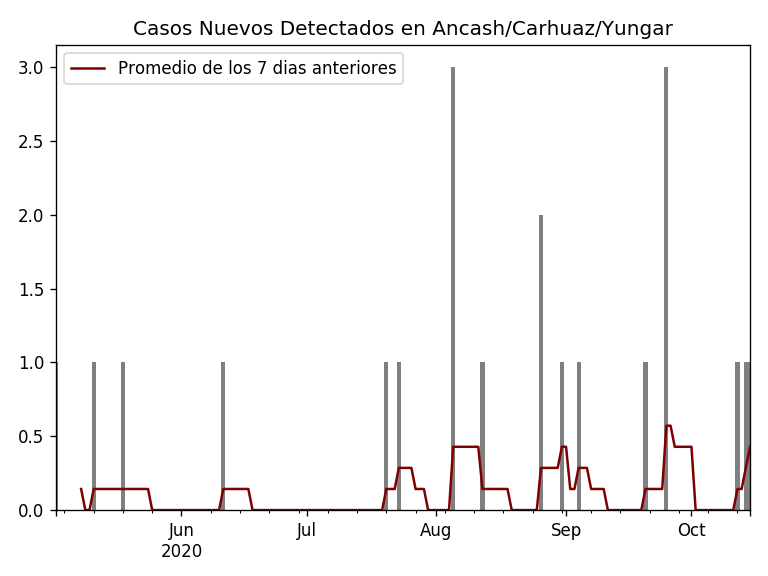 Casos Nuevos Detectados en Ancash/Carhuaz/Yungar
Promedio de los 7 dias anteriores
3.0
2.5
2.0
1.5
1.0
0.5
0.0
Jun Jul Aug Sep Oct
2020